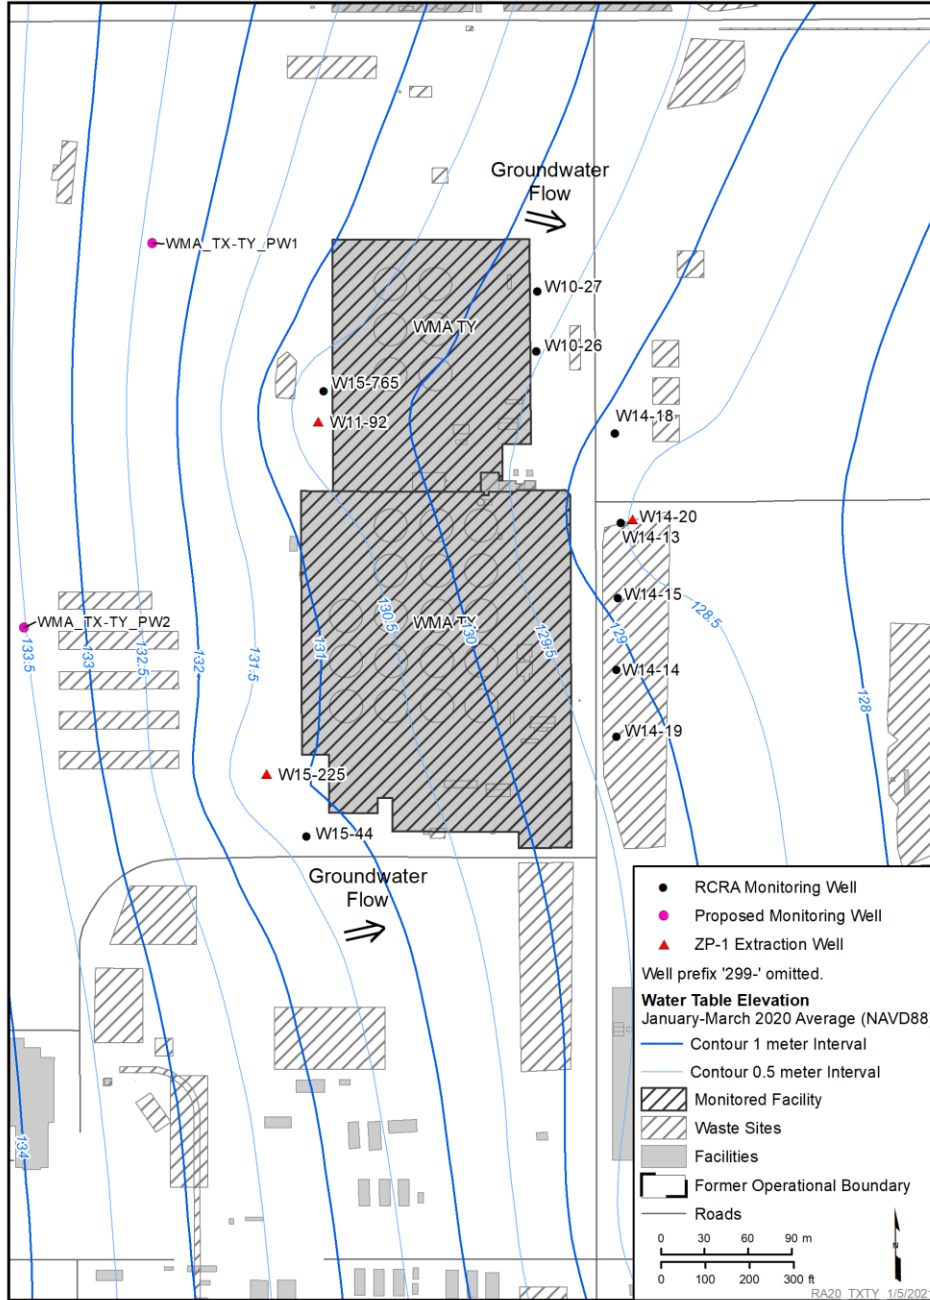 Groundwater
Flow
WMA_TX-TY_PW1
W10-27
WMA TY
W10-26
W15-765
W11-92
W14-18
W14-20
W14-13
W14-15
WMA_TX-TY_PW2
WMA TX
133.5
133
132.5
132
131.5
131
130.5
130
129.5
129
128.5
128
W14-14
W14-19
W15-225
W15-44
Groundwater
Flow
134
RCRA Monitoring Well
Proposed Monitoring Well
ZP-1 Extraction Well
Well prefix '299-' omitted.
Water Table Elevation
January-March 2020 Average (NAVD88)
Contour 1 meter Interval
Contour 0.5 meter Interval
Monitored Facility
Waste Sites
Facilities
Former Operational Boundary
Roads
0 30 60 90 m
0 100 200 300 ft
N
RA20_TXTY_1/5/2021